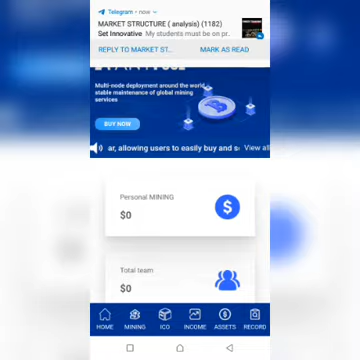 Telegram • now
MARKET STRUCTURE ( analysis) (1182)
Set Innovative My students must be on pr..
REPLY TO MARKET ST... MARK AS READ
Multi-node deployment around the world
stable maintenance of global mining
services
BUY NOW
ar, allowing users to easily buy and se View all
Personal MINING
$0
Total team
$0
HOME MINING ICO INCOME ASSETS RECORD